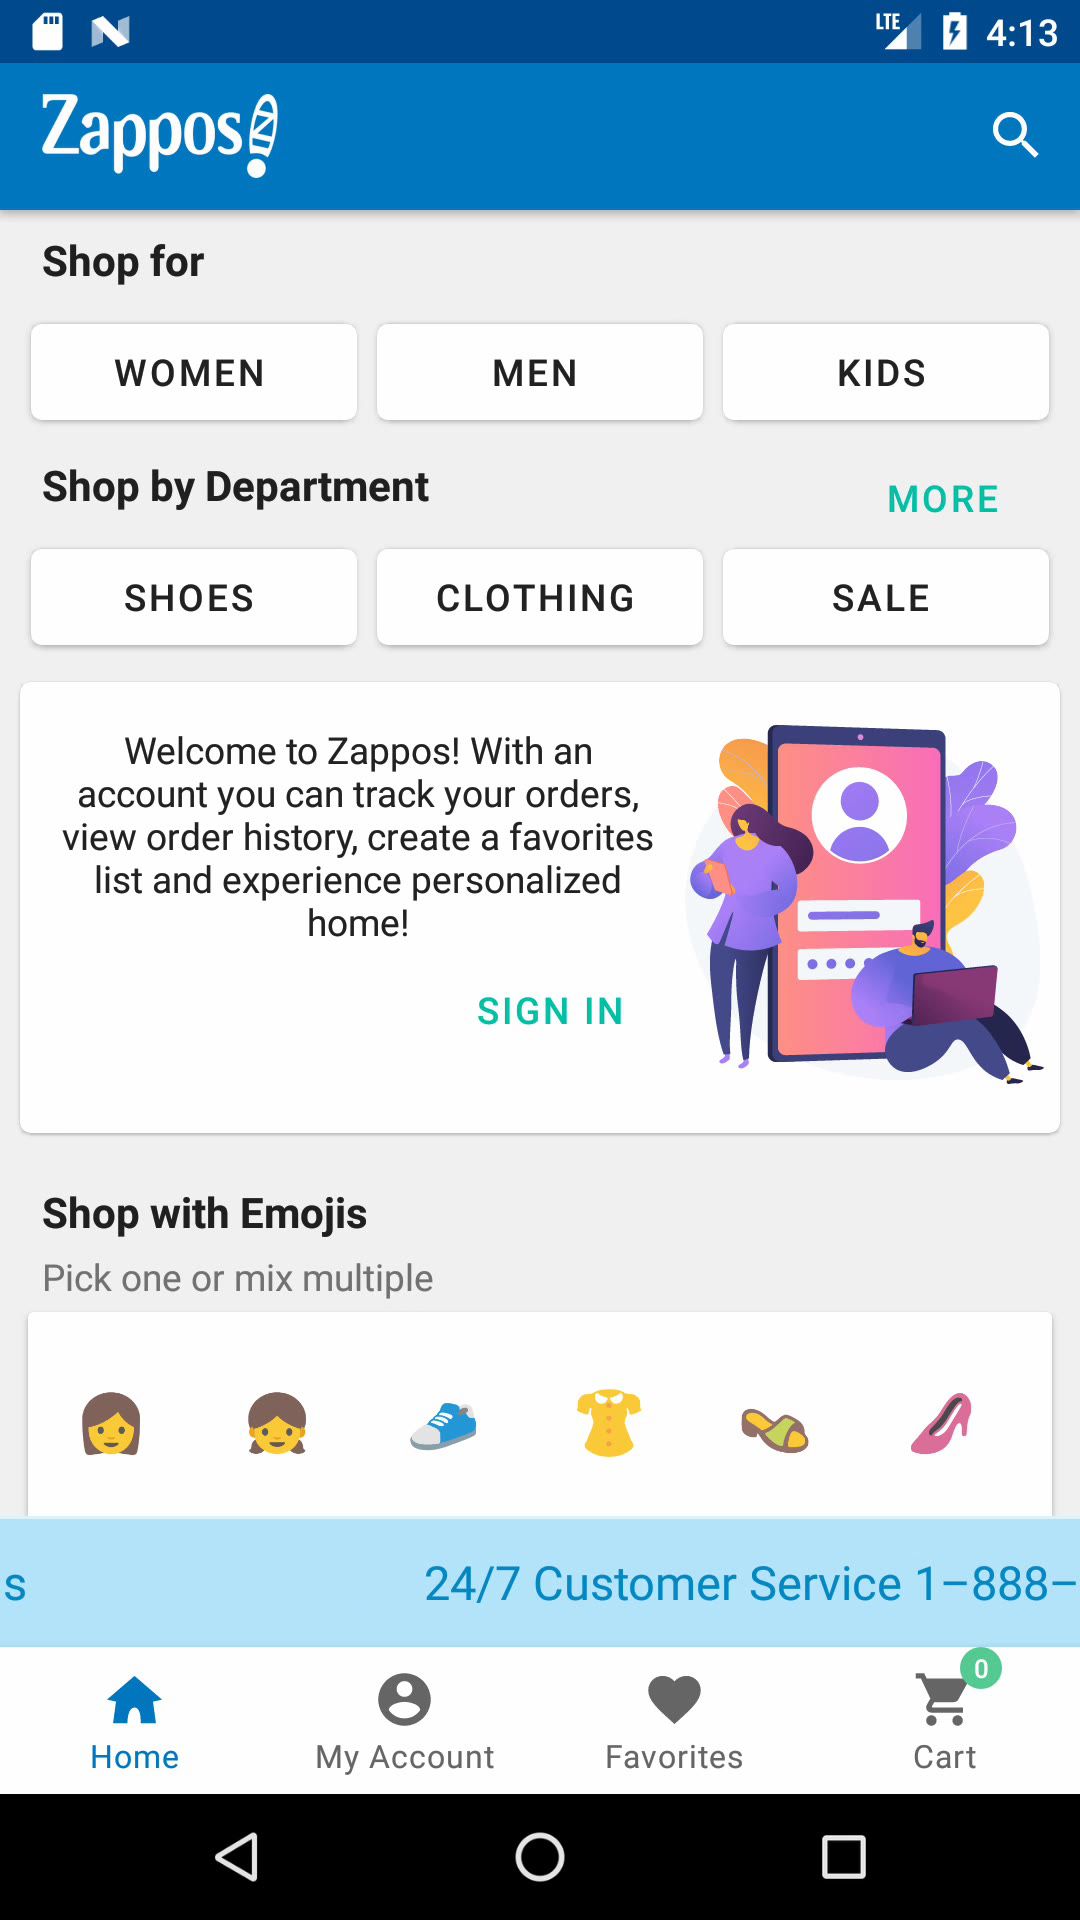 LTE 4:13
Zappos
Shop for
WOMEN MEN KIDS
Shop by Department
MORE
SHOES CLOTHING SALE
Welcome to Zappos! With an
account you can track your orders,
view order history, create a favorites
list and experience personalized
home!
SIGN IN
Shop with Emojis
Pick one or mix multiple
s 24/7 Customer Service 1-888-
0
Home My Account Favorites Cart